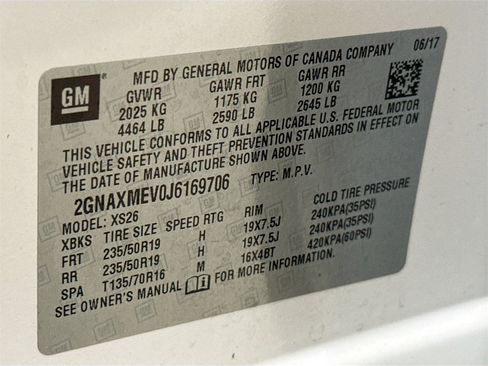 GM
MFD BY GENERAL MOTORS OF CANADA COMPANY 06/17
GVWR GAWR FRT GAWR RR
2025 KG 1175 KG 1200 KG
4464 LB 2590 LB 2645 LB
THIS VEHICLE CONFORMS TO ALL APPLICABLE U.S. FEDERAL MOTOR
VEHICLE SAFETY AND THEFT PREVENTION STANDARDS IN EFFECT ON
THE DATE OF MANUFACTURE SHOWN ABOVE.
2GNAXMEV0J6169706 TYPE: M.P.V.
MODEL: XS26
XBKS TIRE SIZE SPEED RTG RIM COLD TIRE PRESSURE
FRT 235/50R19 H 19X7.5J 240KPA(35PSI)
RR 235/50R19 H 19X7.5J 240KPA(35PSI)
SPA T135/70R16 M 16X4BT 420KPA(60PSI)
SEE OWNER'S MANUAL FOR MORE INFORMATION.